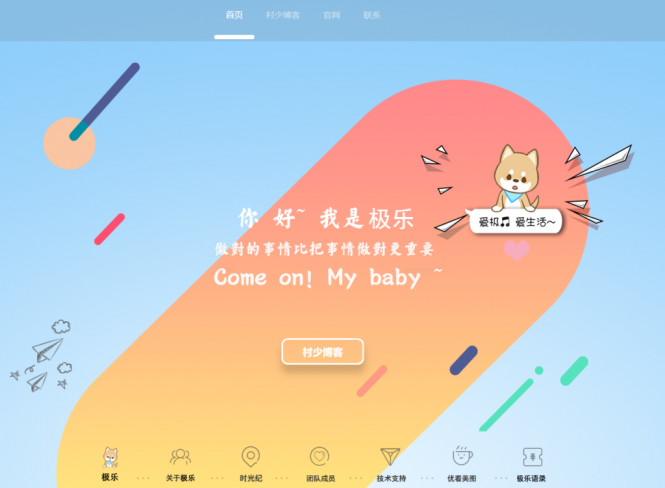 首页 村少博客 官网 联系
你 好~ 我是极乐
做對的事情比把事情做對更重要
Come on! My baby ~
爱极♫ 爱生活~
村少博客
极乐 关于极乐 时光纪 团队成员 技术支持 优看美图 极乐语录